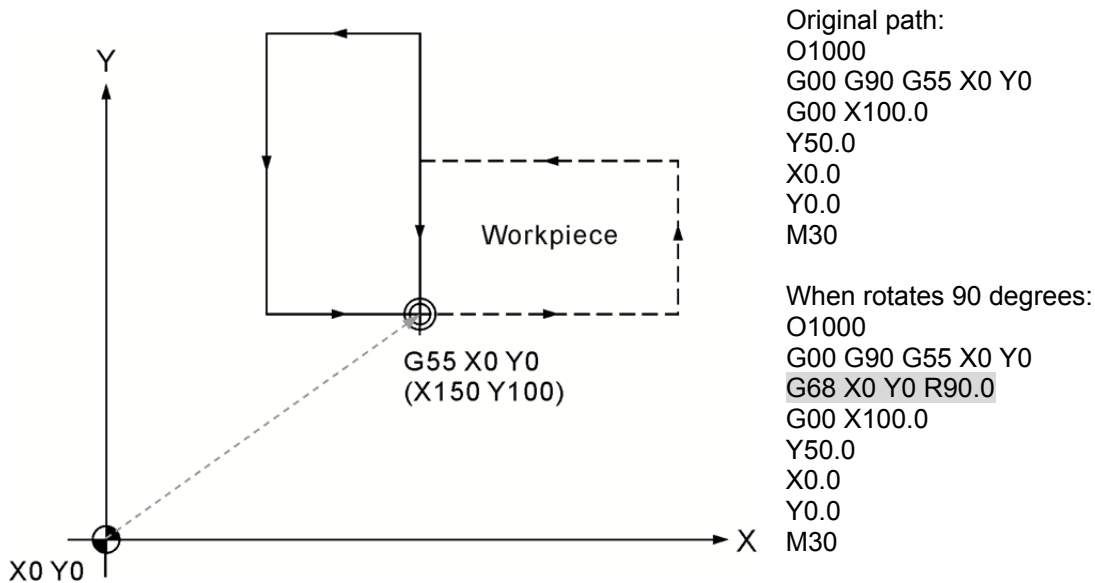 Y
Workpiece
G55 X0 Y0
(X150 Y100)
X
X0 Y0
Original path:
O1000
G00 G90 G55 X0 Y0
G00 X100.0
Y50.0
X0.0
Y0.0
M30
When rotates 90 degrees:
O1000
G00 G90 G55 X0 Y0
G68 X0 Y0 R90.0
G00 X100.0
Y50.0
X0.0
Y0.0
M30